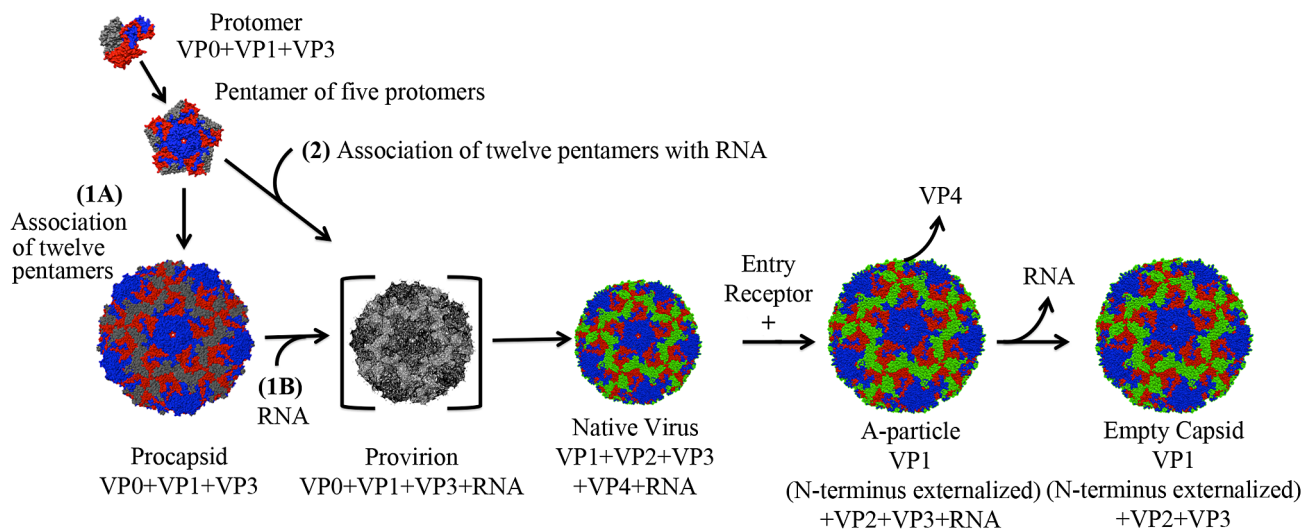 Protomer
VP0+VP1+VP3
Pentamer of five protomers
(2) Association of twelve pentamers with RNA
(1A)
Association
of twelve
pentamers
(1B)
RNA
Entry
Receptor
+
VP4
RNA
Procapsid
VP0+VP1+VP3
Provirion
VP0+VP1+VP3+RNA
Native Virus
VP1+VP2+VP3
+VP4+RNA
A-particle
VP1
(N-terminus externalized)
+VP2+VP3+RNA
Empty Capsid
VP1
(N-terminus externalized)
+VP2+VP3